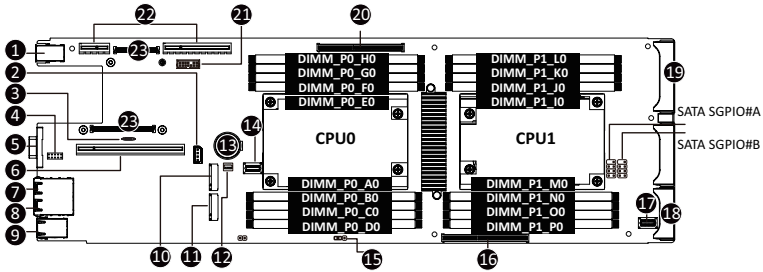 22
21
20
1
23
2
DIMM_P0_H0
DIMM_P1_L0
DIMM_P0_G0
DIMM_P1_K0
DIMM_P0_F0
DIMM_P1_J0
DIMM_P0_E0
DIMM_P1_I0
19
3
23
SATA SGPIO#A
4
5
13
14
CPU0
CPU1
SATA SGPIO#B
6
7
DIMM_P0_A0
DIMM_P1_M0
8
DIMM_P0_B0
DIMM_P1_N0
DIMM_P0_C0
DIMM_P1_O0
17
18
9
DIMM_P0_D0
DIMM_P1_P0
10
11
12
15
16